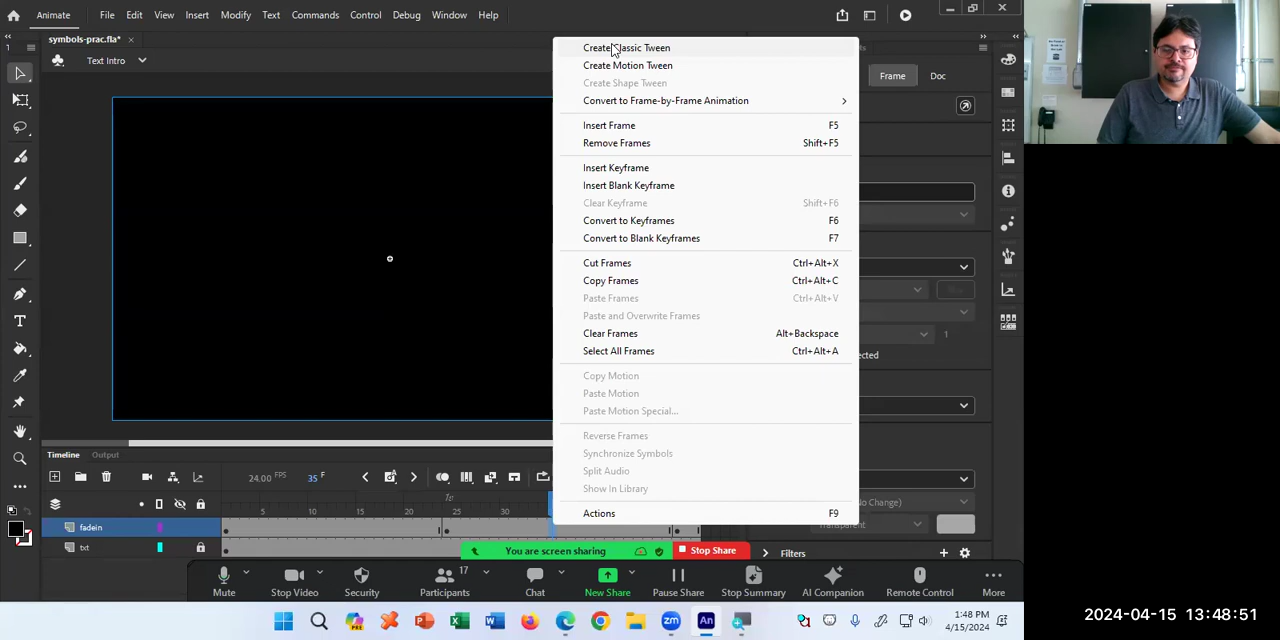 Animate File Edit View Insert Modify Text Commands Control Debug Window Help
symbols-prac.fla*
Text Intro
Frame Doc
Create Classic Tween
Create Motion Tween
Create Shape Tween
Convert to Frame-by-Frame Animation
Insert Frame F5
Remove Frames Shift+F5
Insert Keyframe
Insert Blank Keyframe
Clear Keyframe Shift+F6
Convert to Keyframes F6
Convert to Blank Keyframes F7
Cut Frames Ctrl+Alt+X
Copy Frames Ctrl+Alt+C
Paste Frames Ctrl+Alt+V
Paste and Overwrite Frames
Clear Frames Alt+Backspace
Select All Frames Ctrl+Alt+A
Copy Motion
Paste Motion
Paste Motion Special...
Reverse Frames
Synchronize Symbols
Split Audio
Show In Library
Actions F9
1
Timeline Output
24.00 FPS 35 F
1s
5 10 15 20 25 30
fadein
txt
No Change)
Transparent
Filters
You are screen sharing Stop Share
17
Mute Stop Video Security Participants Chat New Share Pause Share Stop Summary AI Companion Remote Control More
1:48 PM
4/15/2024
2024-04-15 13:48:51